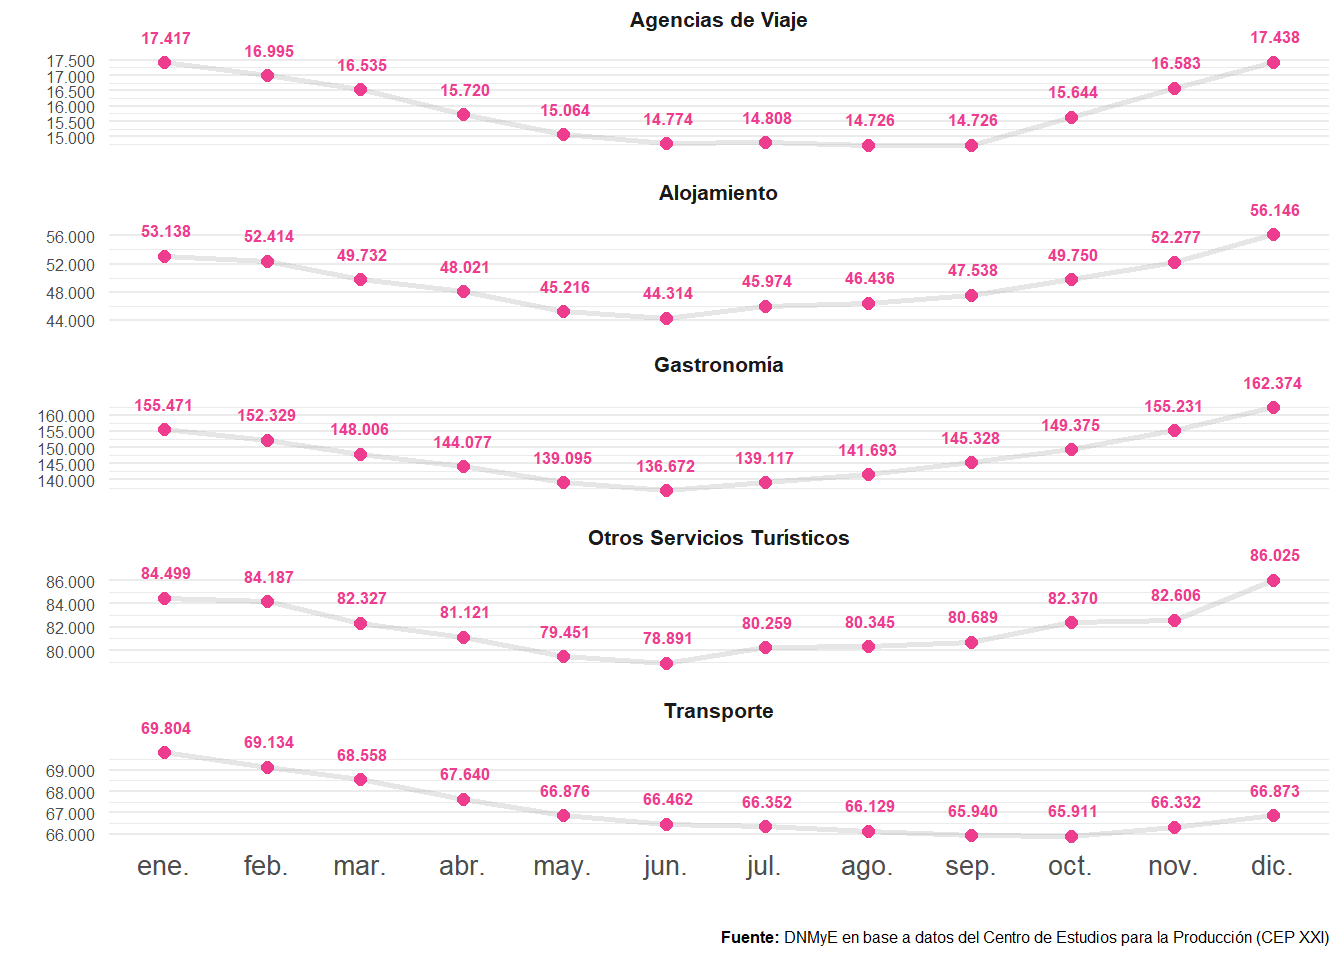 Agencias de Viaje
17.417 16.995 16.535 15.720 15.064 14.774 14.808 14.726 14.726 15.644 16.583 17.438
17.500
17.000
16.500
16.000
15.500
15.000
Alojamiento
53.138 52.414 49.732 48.021 45.216 44.314 45.974 46.436 47.538 49.750 52.277 56.146
56.000
52.000
48.000
44.000
Gastronomía
155.471 152.329 148.006 144.077 139.095 136.672 139.117 141.693 145.328 149.375 155.231 162.374
160.000
155.000
150.000
145.000
140.000
Otros Servicios Turísticos
84.499 84.187 82.327 81.121 79.451 78.891 80.259 80.345 80.689 82.370 82.606 86.025
86.000
84.000
82.000
80.000
Transporte
69.804 69.134 68.558 67.640 66.876 66.462 66.352 66.129 65.940 65.911 66.332 66.873
69.000
68.000
67.000
66.000
ene. feb. mar. abr. may. jun. jul. ago. sep. oct. nov. dic.
Fuente: DNMyE en base a datos del Centro de Estudios para la Producción (CEP XXI)